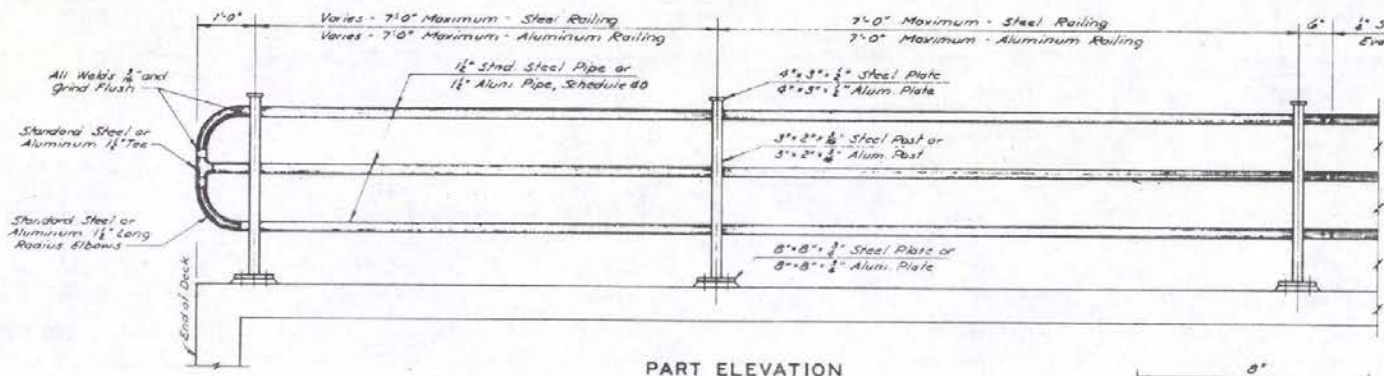 1'-0"
Varies - 7'-0" Maximum - Steel Railing
Varies - 7'-0" Maximum - Aluminum Railing
7'-0" Maximum - Steel Railing
7'-0" Maximum - Aluminum Railing
6"
All Welds and
Grind Flush
1½" Stnd. Steel Pipe or
1½" Alum. Pipe, Schedule 40
4" × 3" × Steel Plate
4" × 3" × Alum. Plate
Standard Steel or
Aluminum 1½" Tee
3" × 2" × Steel Post or
3" × 2" × Alum. Post
Standard Steel or
Aluminum 1½" Long
Radius Elbows
8" × 8" × Steel Plate or
8" × 8" × Alum. Plate
End of Deck
PART ELEVATION
8"